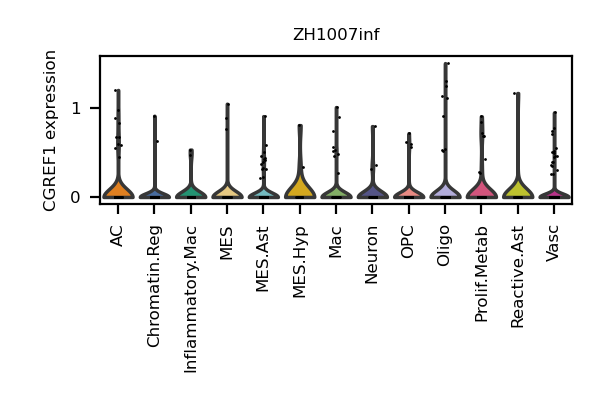 ZH1007inf
CGREF1 expression
1
0
AC
Chromatin.Reg
Inflammatory.Mac
MES
MES.Ast
MES.Hyp
Mac
Neuron
OPC
Oligo
Prolif.Metab
Reactive.Ast
Vasc